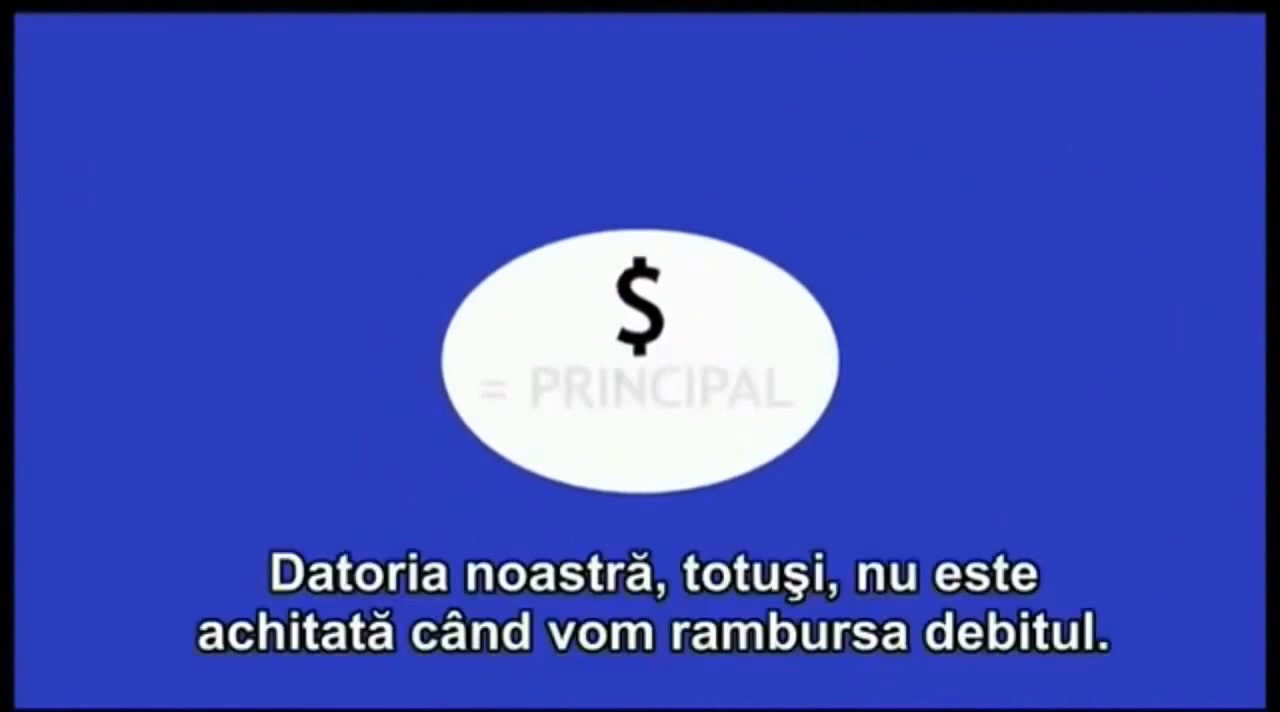 $
= PRINCIPAL
Datoria noastră, totuşi, nu este
achitată când vom rambursa debitul.